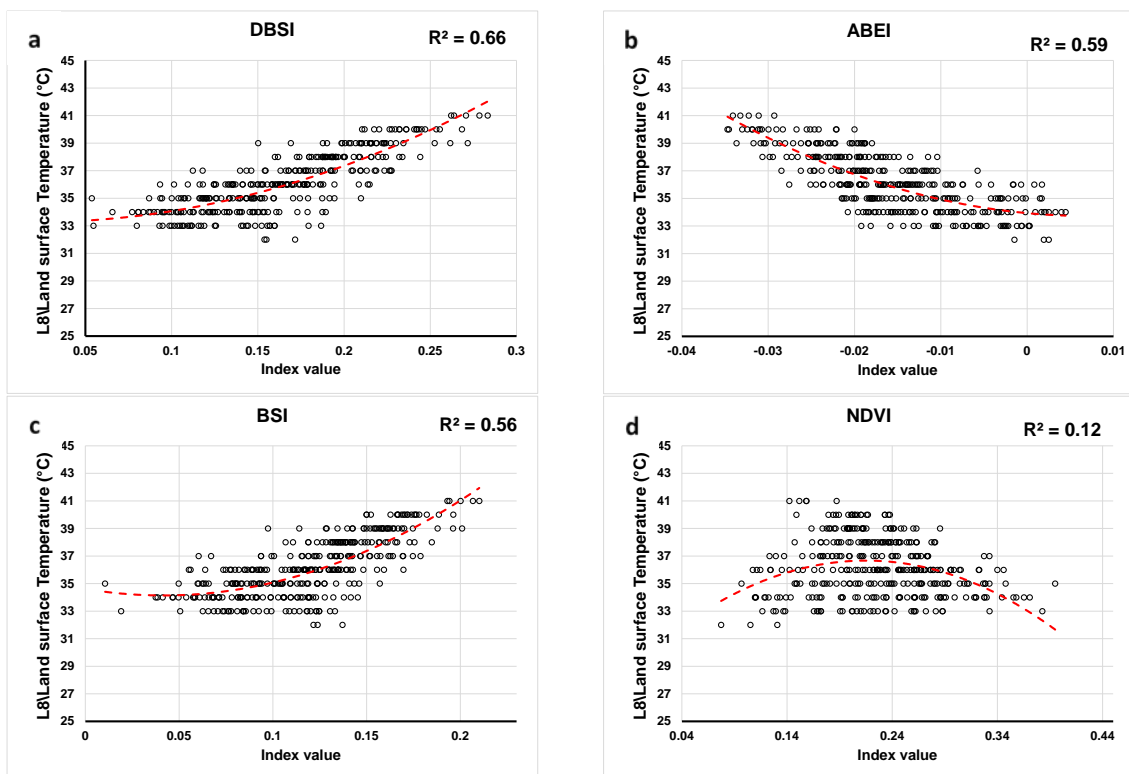 a
DBSI
R² = 0.66
L8\Land surface Temperature (°C)
45
43
41
39
37
35
33
31
29
27
25
0.05 0.1 0.15 0.2 0.25 0.3
Index value
b
ABEI
R² = 0.59
L8\Land surface Temperature (°C)
45
43
41
39
37
35
33
31
29
27
25
-0.04 -0.03 -0.02 -0.01 0 0.01
Index value
c
BSI
R² = 0.56
L8\Land surface Temperature (°C)
45
43
41
39
37
35
33
31
29
27
25
0 0.05 0.1 0.15 0.2
Index value
d
NDVI
R² = 0.12
L8\Land surface Temperature (°C)
45
43
41
39
37
35
33
31
29
27
25
0.04 0.14 0.24 0.34 0.44
Index value